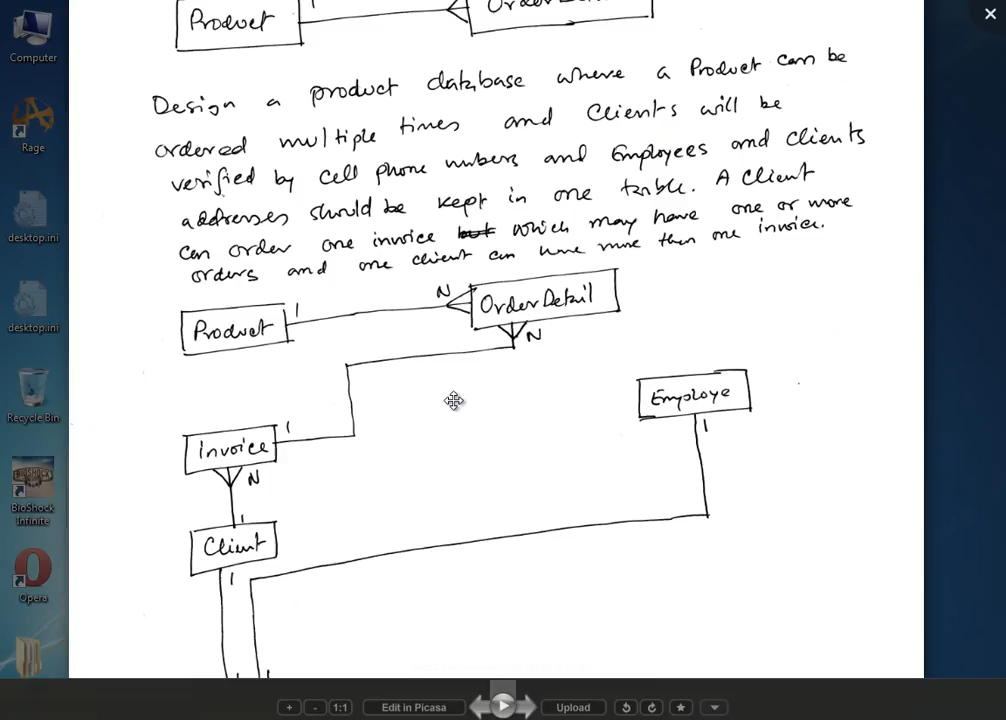 Computer
Rage
desktop.ini
desktop.ini
Recycle Bin
BioShock
Infinite
Opera
Product
1
Design a product database where a Product can be
ordered multiple times and Clients will be
verified by cell phone numbers and Employees and clients
addresses should be kept in one table. A Client
can order one invoice but which may have one or more
orders and one client can have more then one invoice.
Product 1 N OrderDetail
N
Employe
1
Invoice 1
N
1
Client
1
+ - 1:1 Edit in Picasa Upload